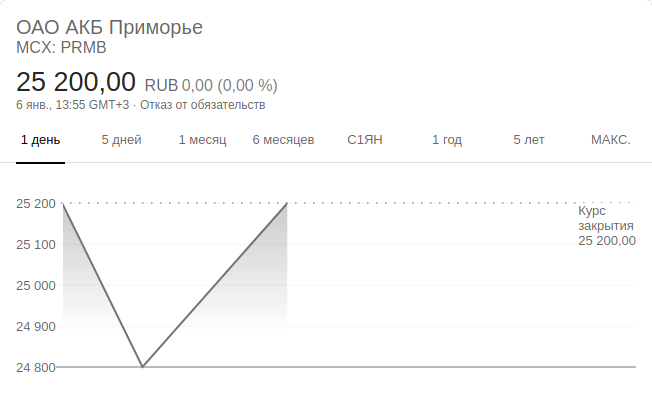 ОАО АКБ Приморье
MCX: PRMB
25 200,00 RUB 0,00 (0,00 %)
6 янв., 13:55 GMT+3 · Отказ от обязательств
1 день 5 дней 1 месяц 6 месяцев С1ЯН 1 год 5 лет МАКС.
25 200
Курс
закрытия
25 200,00
25 100
25 000
24 900
24 800